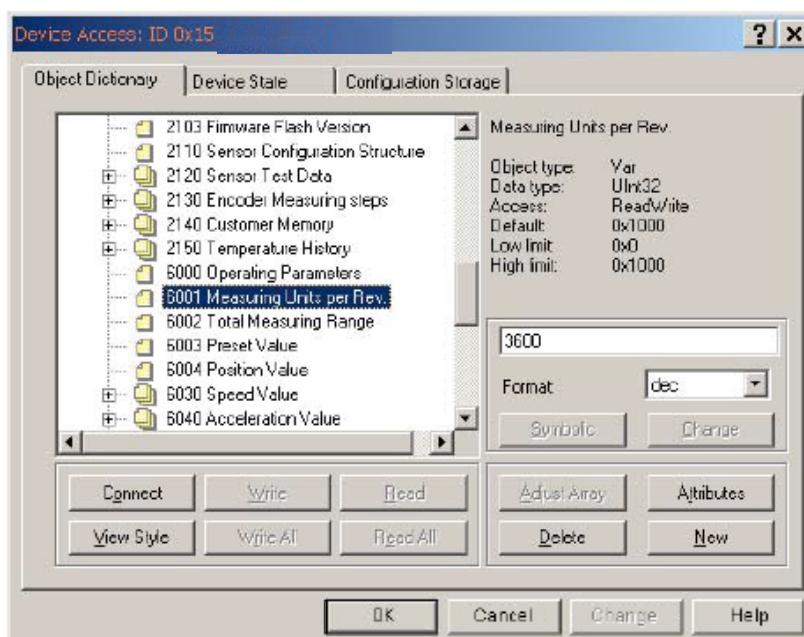 Device Access: ID 0x15
Object Dictionary
Device State
Configuration Storage
2103 Firmware Flash Version
2110 Sensor Configuration Structure
2120 Sensor Test Data
2130 Encoder Measuring steps
2140 Customer Memory
2150 Temperature History
6000 Operating Parameters
6001 Measuring Units per Rev.
6002 Total Measuring Range
6003 Preset Value
6004 Position Value
6030 Speed Value
6040 Acceleration Value
Measuring Units per Rev.
Object type: Var
Data type: UInt32
Access: ReadWrite
Default: 0x1000
Low limit: 0x0
High limit: 0x1000
3600
Format dec
Symbolic Change
Connect Write Read
View Style Write All Read All
Adjust Array Attributes
Delete New
OK Cancel Change Help